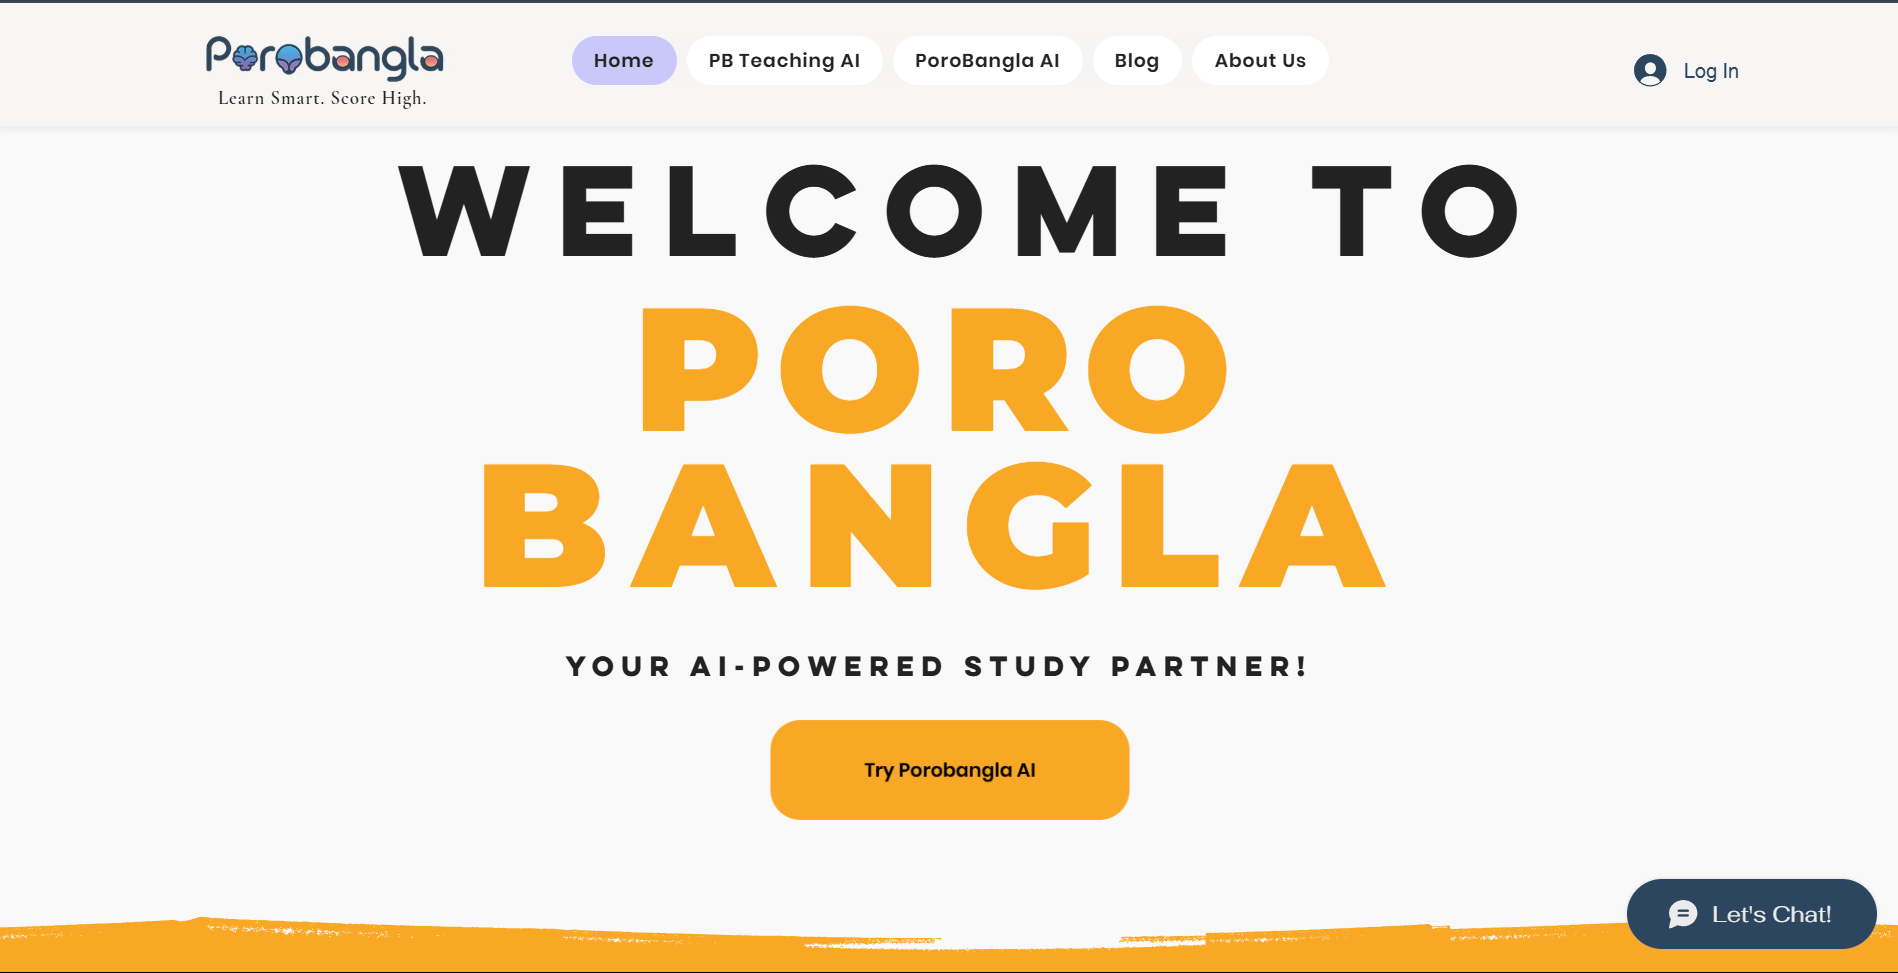 Porobangla
Learn Smart. Score High.
Home
PB Teaching AI
PoroBangla AI
Blog
About Us
Log In
WELCOME TO
PORO
BANGLA
YOUR AI-POWERED STUDY PARTNER!
Try Porobangla AI
Let's Chat!